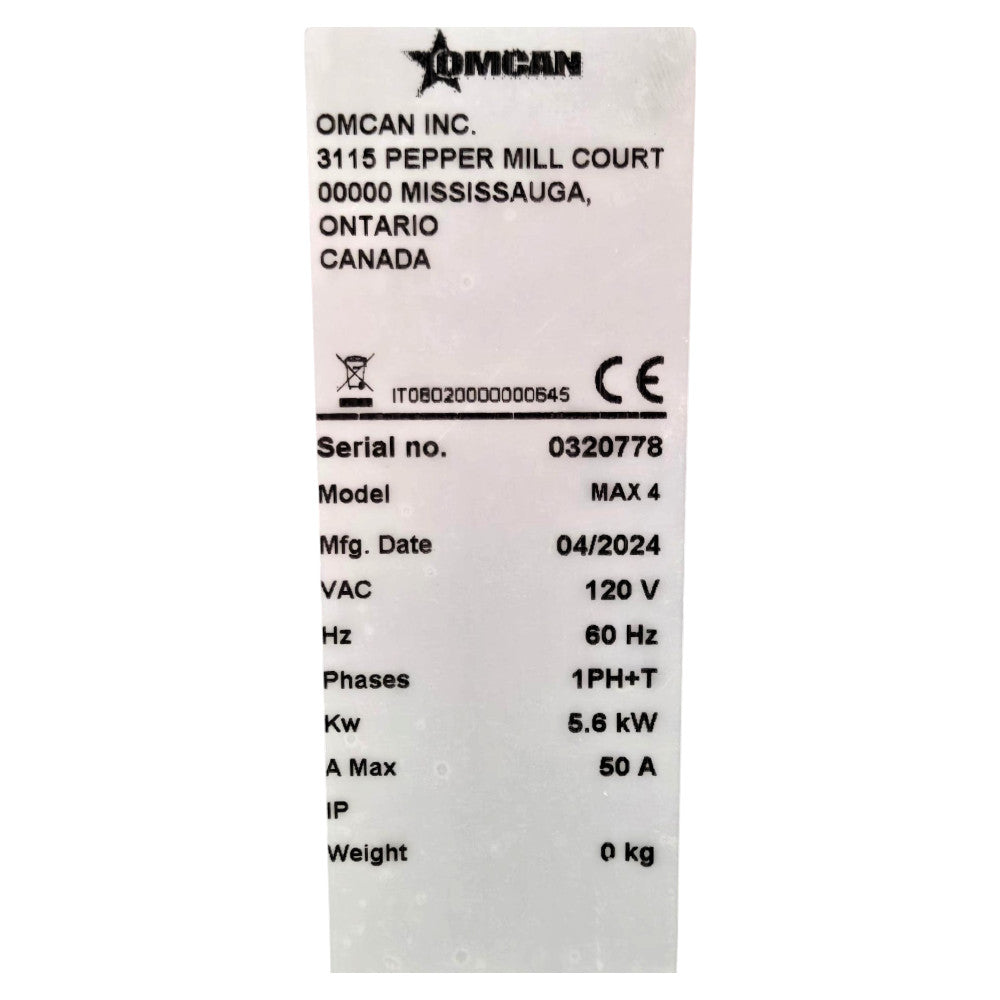 OMCAN
OMCAN INC.
3115 PEPPER MILL COURT
00000 MISSISSAUGA,
ONTARIO
CANADA
IT08020000000645 CE
Serial no. 0320778
Model MAX 4
Mfg. Date 04/2024
VAC 120 V
Hz 60 Hz
Phases 1PH+T
Kw 5.6 kW
A Max 50 A
IP
Weight 0 kg